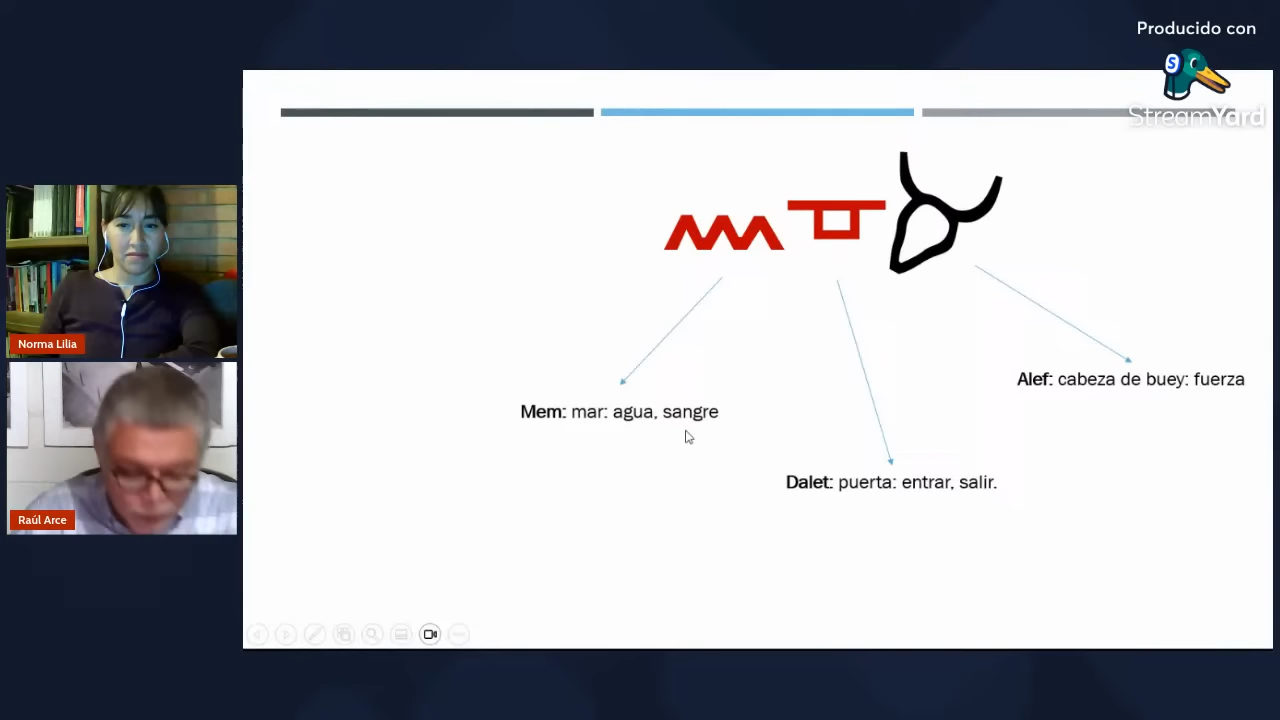 Producido con
S
StreamYard
Alef: cabeza de buey: fuerza
Mem: mar: agua, sangre
Dalet: puerta: entrar, salir.
Norma Lilia
Raúl Arce